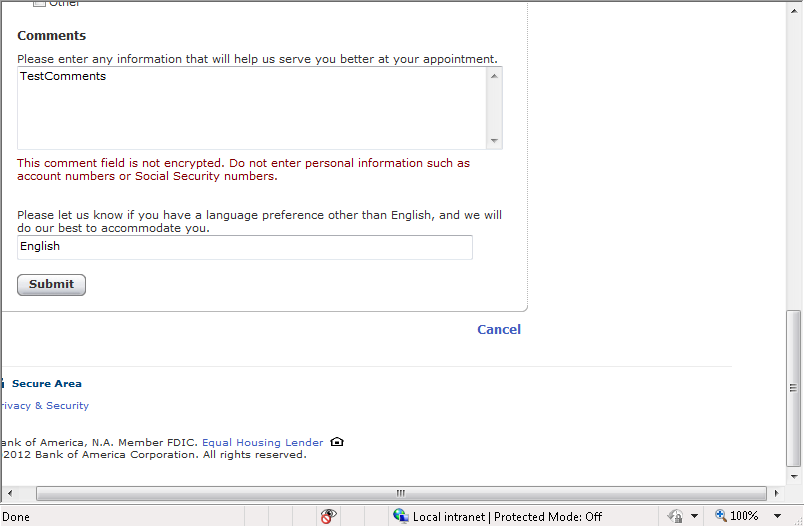 Other
Comments
Please enter any information that will help us serve you better at your appointment.
TestComments
This comment field is not encrypted. Do not enter personal information such as
account numbers or Social Security numbers.
Please let us know if you have a language preference other than English, and we will
do our best to accommodate you.
English
Submit
Cancel
Secure Area
rivacy & Security
ank of America, N.A. Member FDIC. Equal Housing Lender
2012 Bank of America Corporation. All rights reserved.
Done
Local intranet | Protected Mode: Off
100%